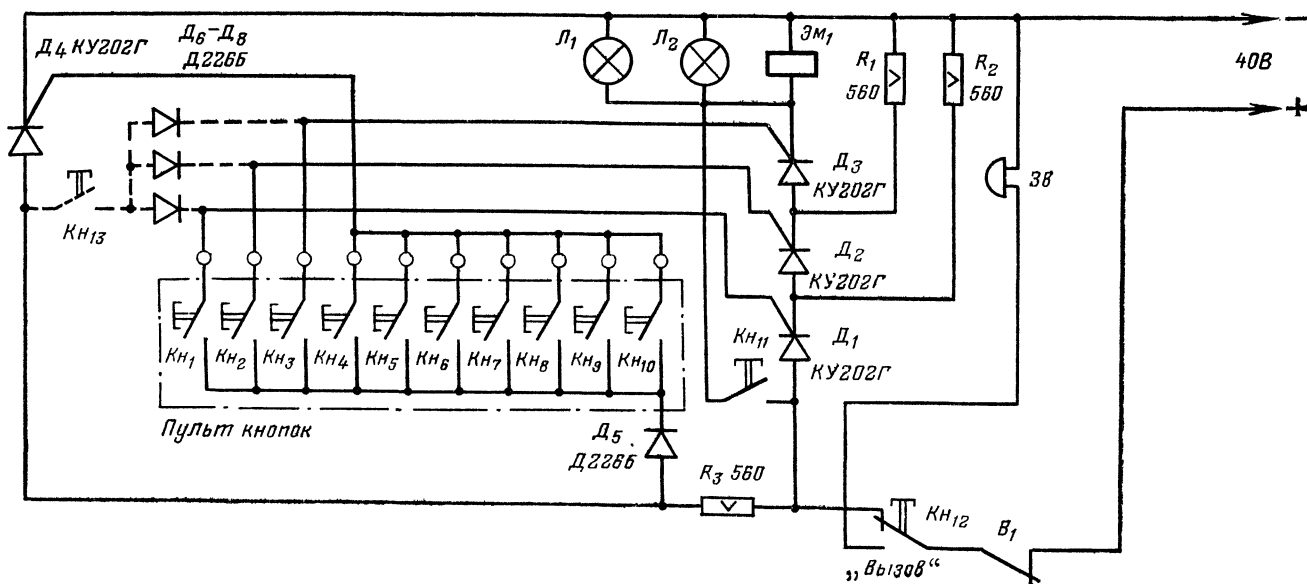 Д4 КУ202Г
Д6–Д8
Д226Б
Л1
Л2
Эм1
R1
560
R2
560
–
40В
+
Кн13
Д3
КУ202Г
Зв
Д2
КУ202Г
Кн11
Д1
КУ202Г
Кн1
Кн2
Кн3
Кн4
Кн5
Кн6
Кн7
Кн8
Кн9
Кн10
Пульт кнопок
Д5
Д226Б
R3 560
Кн12
В1
„Вызов“